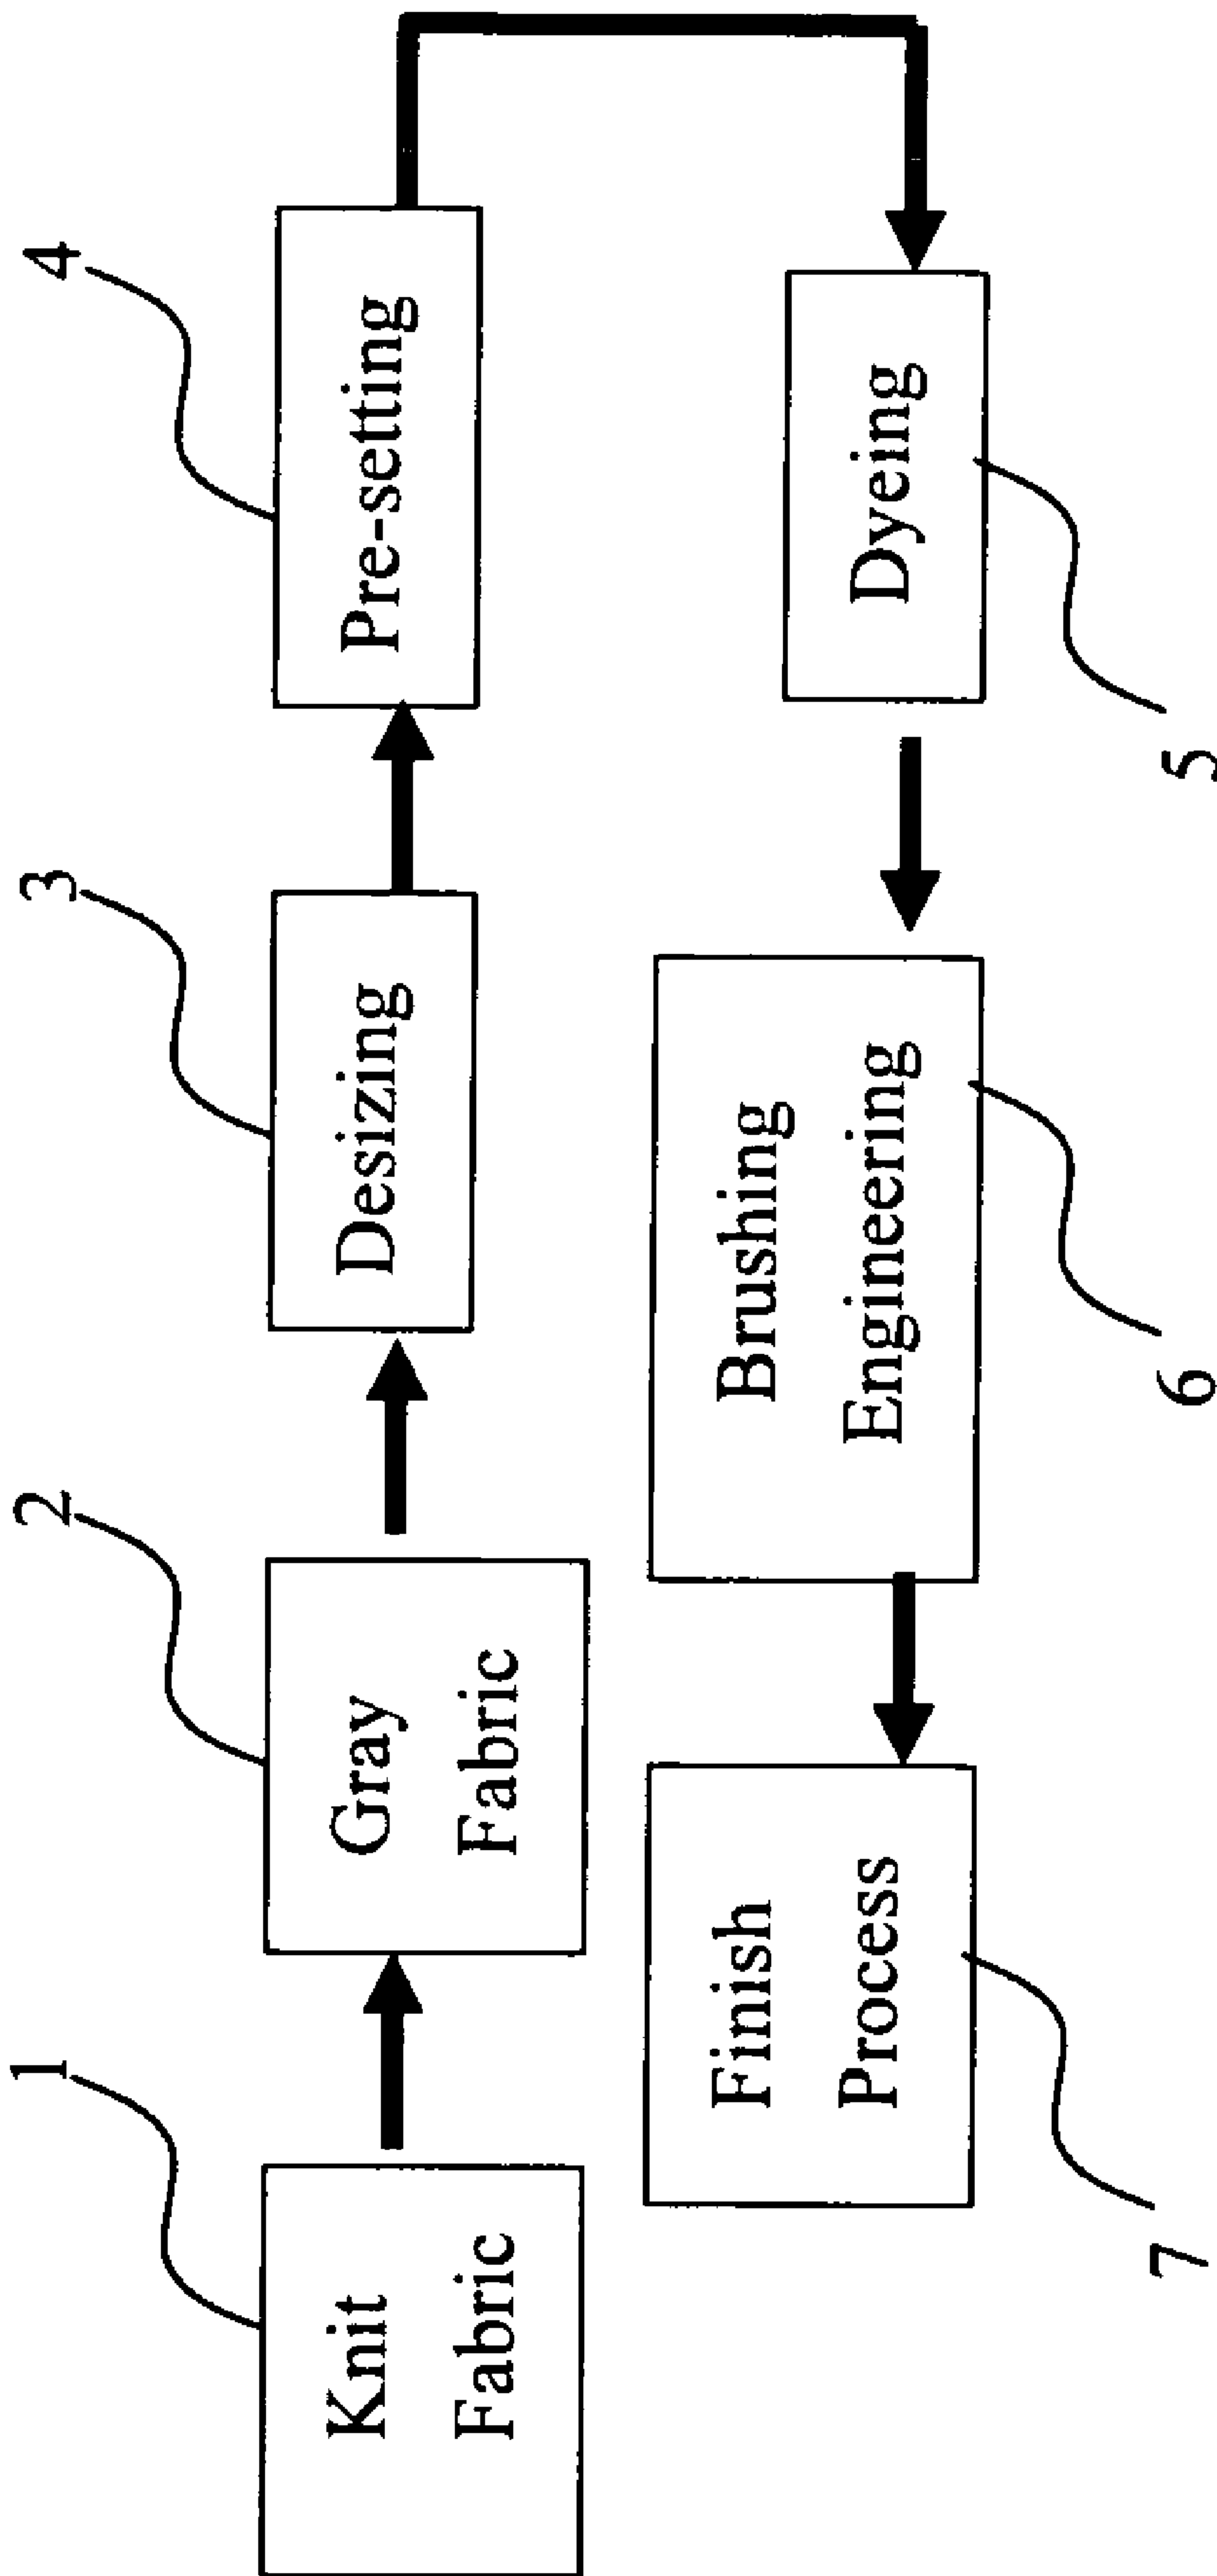 1
Knit
Fabric
2
Gray
Fabric
3
Desizing
4
Pre-setting
Dyeing
5
Brushing
Engineering
6
Finish
Process
7